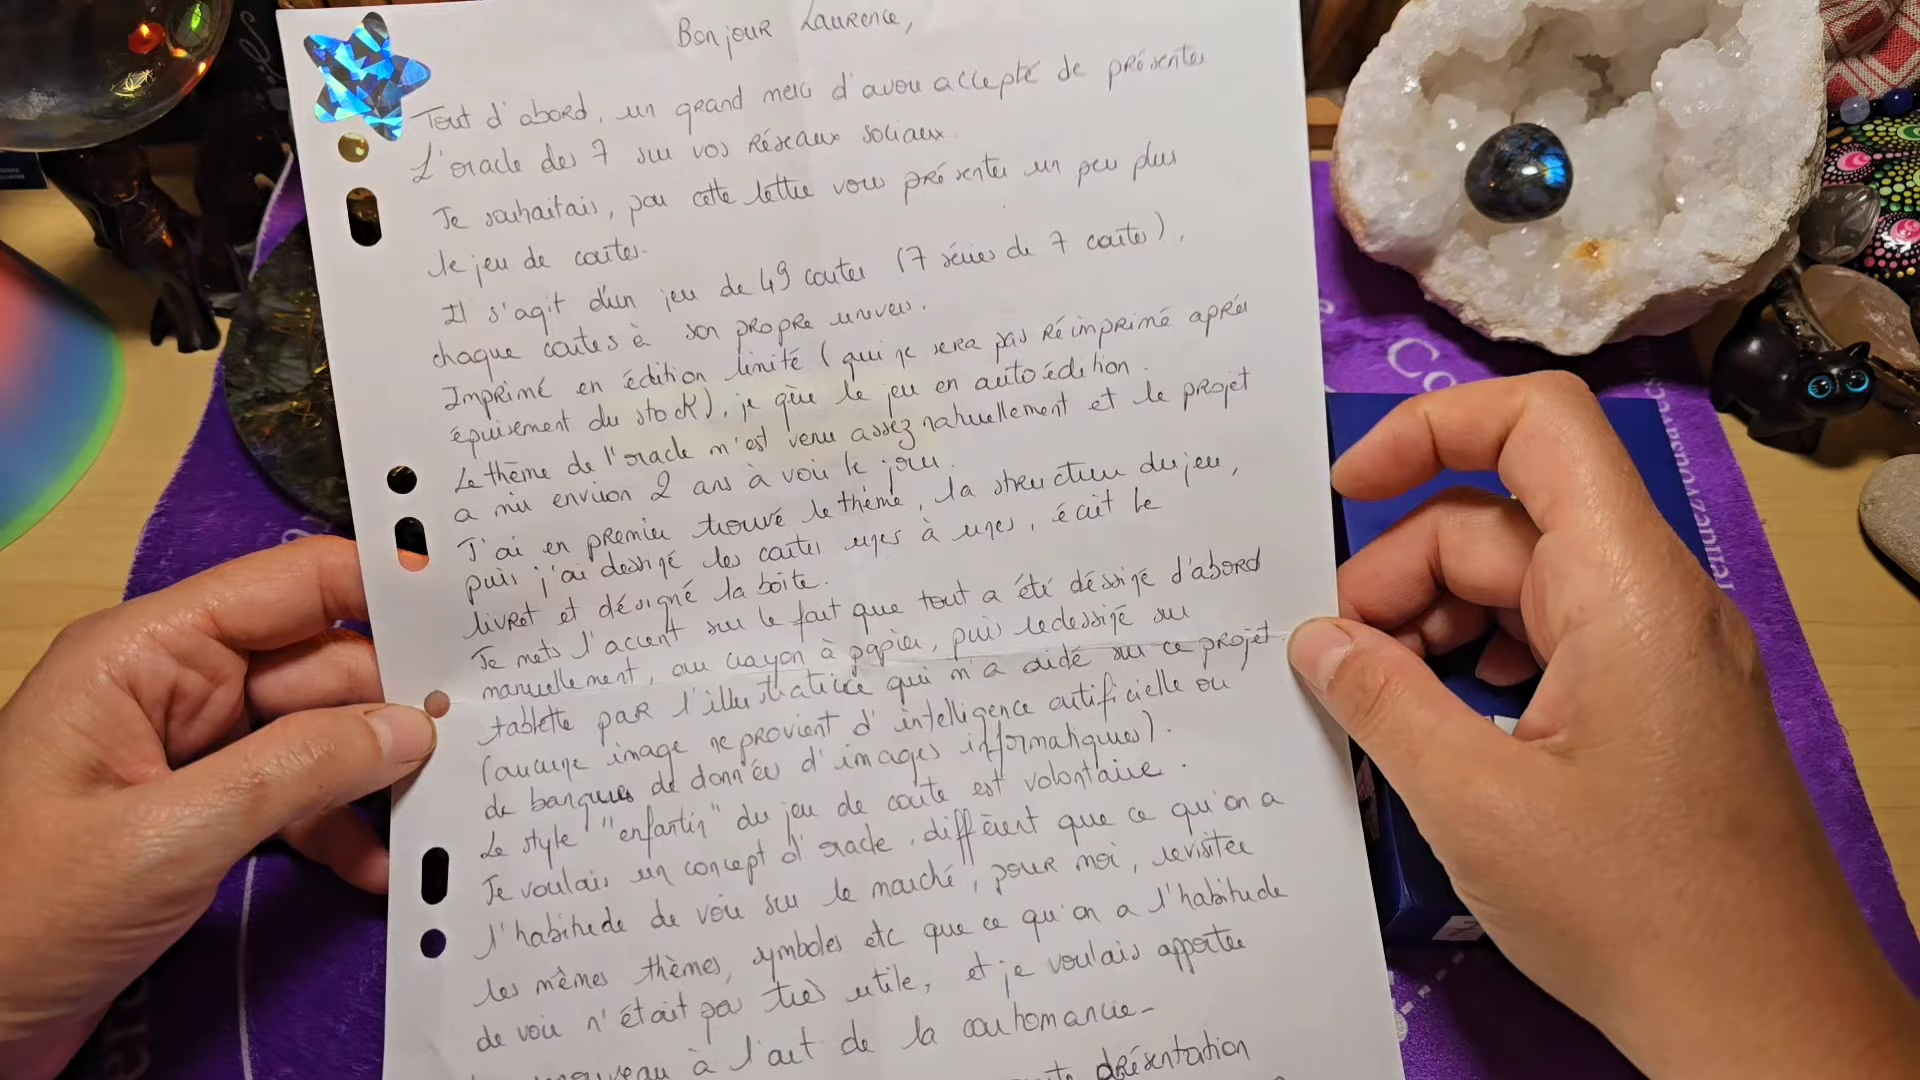 Bonjour Laurence,
Tout d'abord, un grand merci d'avoir accepté de présenter
L'oracle des 7 sur vos Réseaux sociaux.
Je souhaitais, par cette lettre vous présenter un peu plus
le jeu de cartes.
Il s'agit d'un jeu de 49 cartes (7 séries de 7 cartes),
chaque cartes à son propre univers.
Imprimé en édition limité (qui ne sera pas Réimprimé après
épuisement du stock), je gère le jeu en auto édition.
Le thème de l'oracle m'est venu assez naturellement et le projet
a mis environ 2 ans à voir le jour.
J'ai en premier trouvé le thème, la structure du jeu,
puis j'ai dessiné les cartes unes à unes, écrit le
livret et désigné la boîte.
Je mets l'accent sur le fait que tout a été déssiné d'abord
manuellement, au crayon à papier, puis redessiné sur
tablette par l'illustratrice qui m'a aidé sur ce projet
(aucune image ne provient d'intelligence artificielle ou
de banques de données d'images informatiques).
Le style "enfantin" du jeu de carte est volontaire.
Je voulais un concept d'oracle, différent que ce qu'on a
l'habitude de voir sur le marché, pour moi, revisiter
les mêmes thèmes, symboles etc que ce qu'on a l'habitude
de voir n'était pas très utile, et je voulais apporter
à l'art de la cartomancie
présentation
Co
rendezvousavecs